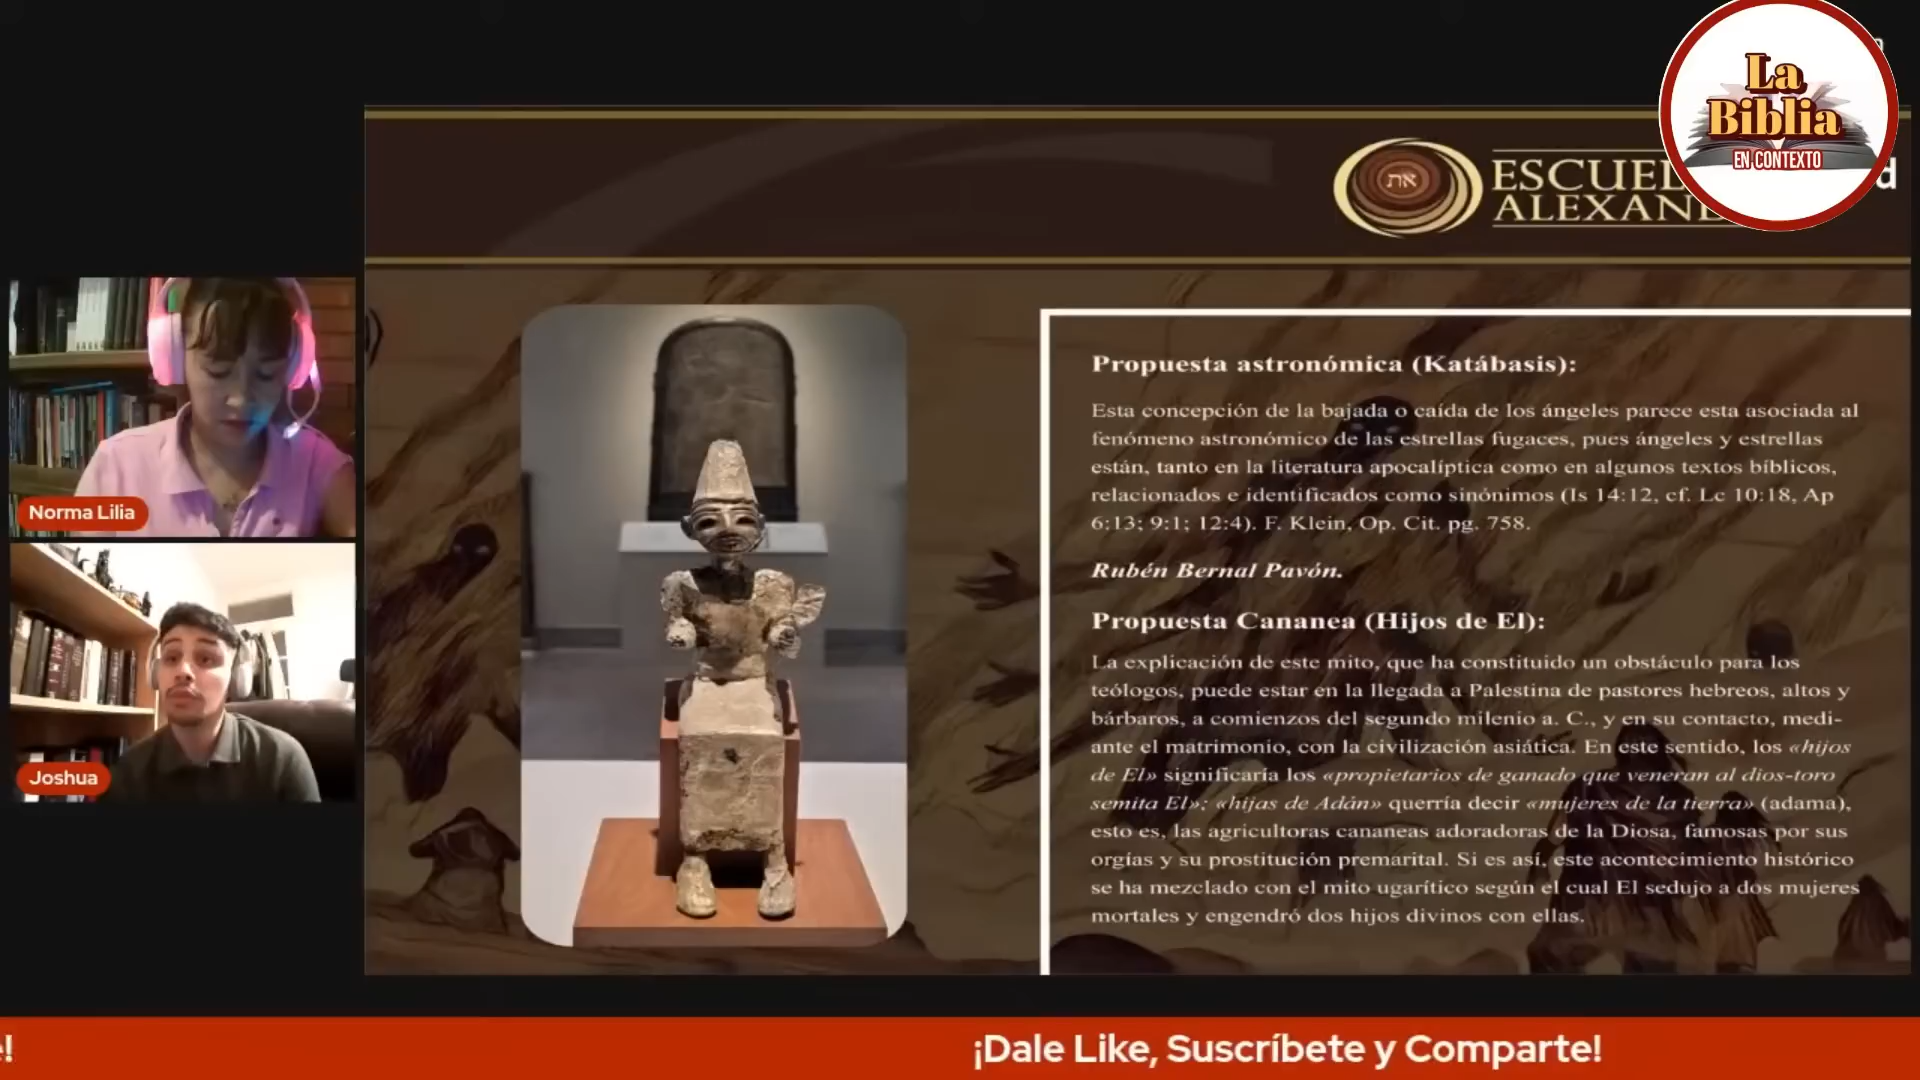 La
Biblia
EN CONTEXTO
את
ESCUEL
ALEXAN
d
Propuesta astronómica (Katábasis):
Esta concepción de la bajada o caída de los ángeles parece esta asociada al
fenómeno astronómico de las estrellas fugaces, pues ángeles y estrellas
están, tanto en la literatura apocalíptica como en algunos textos bíblicos,
relacionados e identificados como sinónimos (Is 14:12, cf. Lc 10:18, Ap
6:13; 9:1; 12:4). F. Klein, Op. Cit. pg. 758.
Rubén Bernal Pavón.
Propuesta Cananea (Hijos de El):
La explicación de este mito, que ha constituido un obstáculo para los
teólogos, puede estar en la llegada a Palestina de pastores hebreos, altos y
bárbaros, a comienzos del segundo milenio a. C., y en su contacto, medi-
ante el matrimonio, con la civilización asiática. En este sentido, los «hijos
de El» significaría los «propietarios de ganado que veneran al dios-toro
semita El»; «hijas de Adán» querría decir «mujeres de la tierra» (adama),
esto es, las agricultoras cananeas adoradoras de la Diosa, famosas por sus
orgías y su prostitución premarital. Si es así, este acontecimiento histórico
se ha mezclado con el mito ugarítico según el cual El sedujo a dos mujeres
mortales y engendró dos hijos divinos con ellas.
Norma Lilia
Joshua
e!
¡Dale Like, Suscríbete y Comparte!